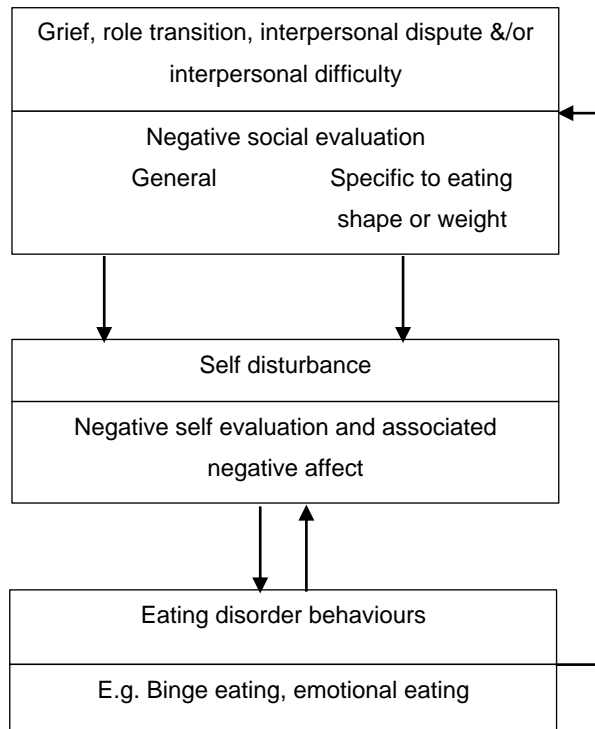 Grief, role transition, interpersonal dispute &/or
interpersonal difficulty
Negative social evaluation
General Specific to eating
shape or weight
Self disturbance
Negative self evaluation and associated
negative affect
Eating disorder behaviours
E.g. Binge eating, emotional eating